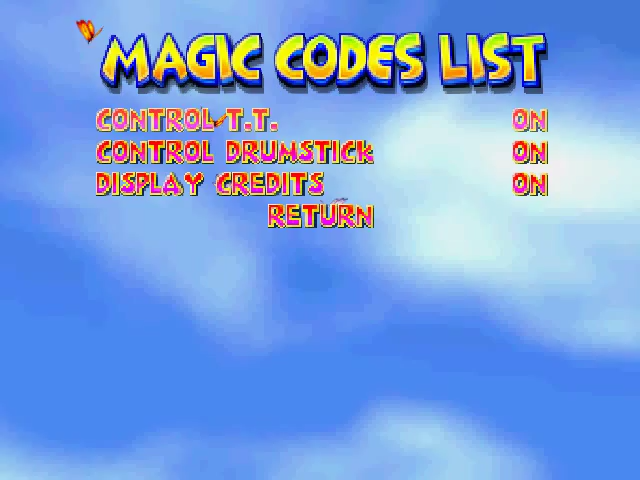 MAGIC CODES LIST
CONTROL T.T. ON
CONTROL DRUMSTICK ON
DISPLAY CREDITS ON
RETURN